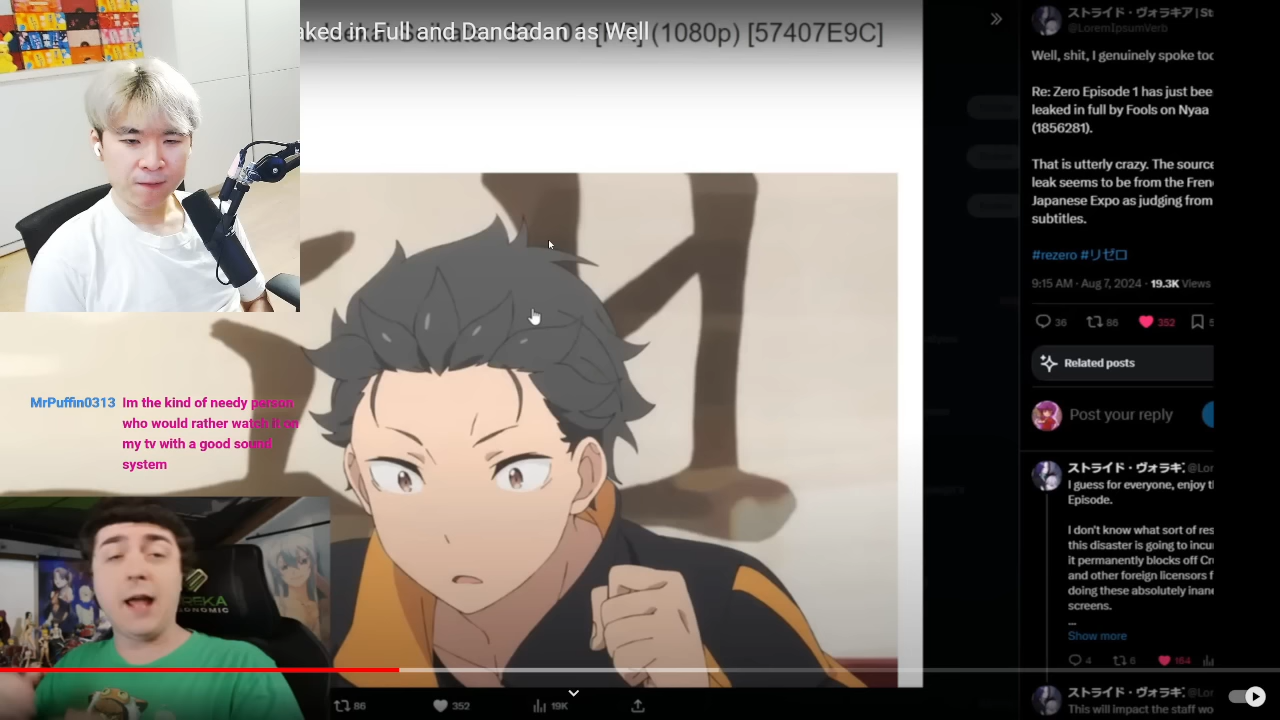 aked in Full and Dandadan as Well
(1080p) [57407E9C]
ストライド・ヴォラキア | St
@LoremIpsumVerb
Well, shit, I genuinely spoke too
Re: Zero Episode 1 has just bee
leaked in full by Fools on Nyaa
(1856281).
That is utterly crazy. The source
leak seems to be from the Fren
Japanese Expo as judging from
subtitles.
#rezero #リゼロ
9:15 AM · Aug 7, 2024 · 19.3K Views
36 86 352 5
Related posts
Post your reply
ストライド・ヴォラキ @Lor
I guess for everyone, enjoy t
Episode.
I don't know what sort of res
this disaster is going to incu
it permanently blocks off Cr
and other foreign licensors f
doing these absolutely inane
screens.
Show more
4 6 164
ストライド・ヴォラキ @Lor
This will impact the staff wo
MrPuffin0313 Im the kind of needy person
who would rather watch it on
my tv with a good sound
system
EKA
ONOMIC
86 352 19K